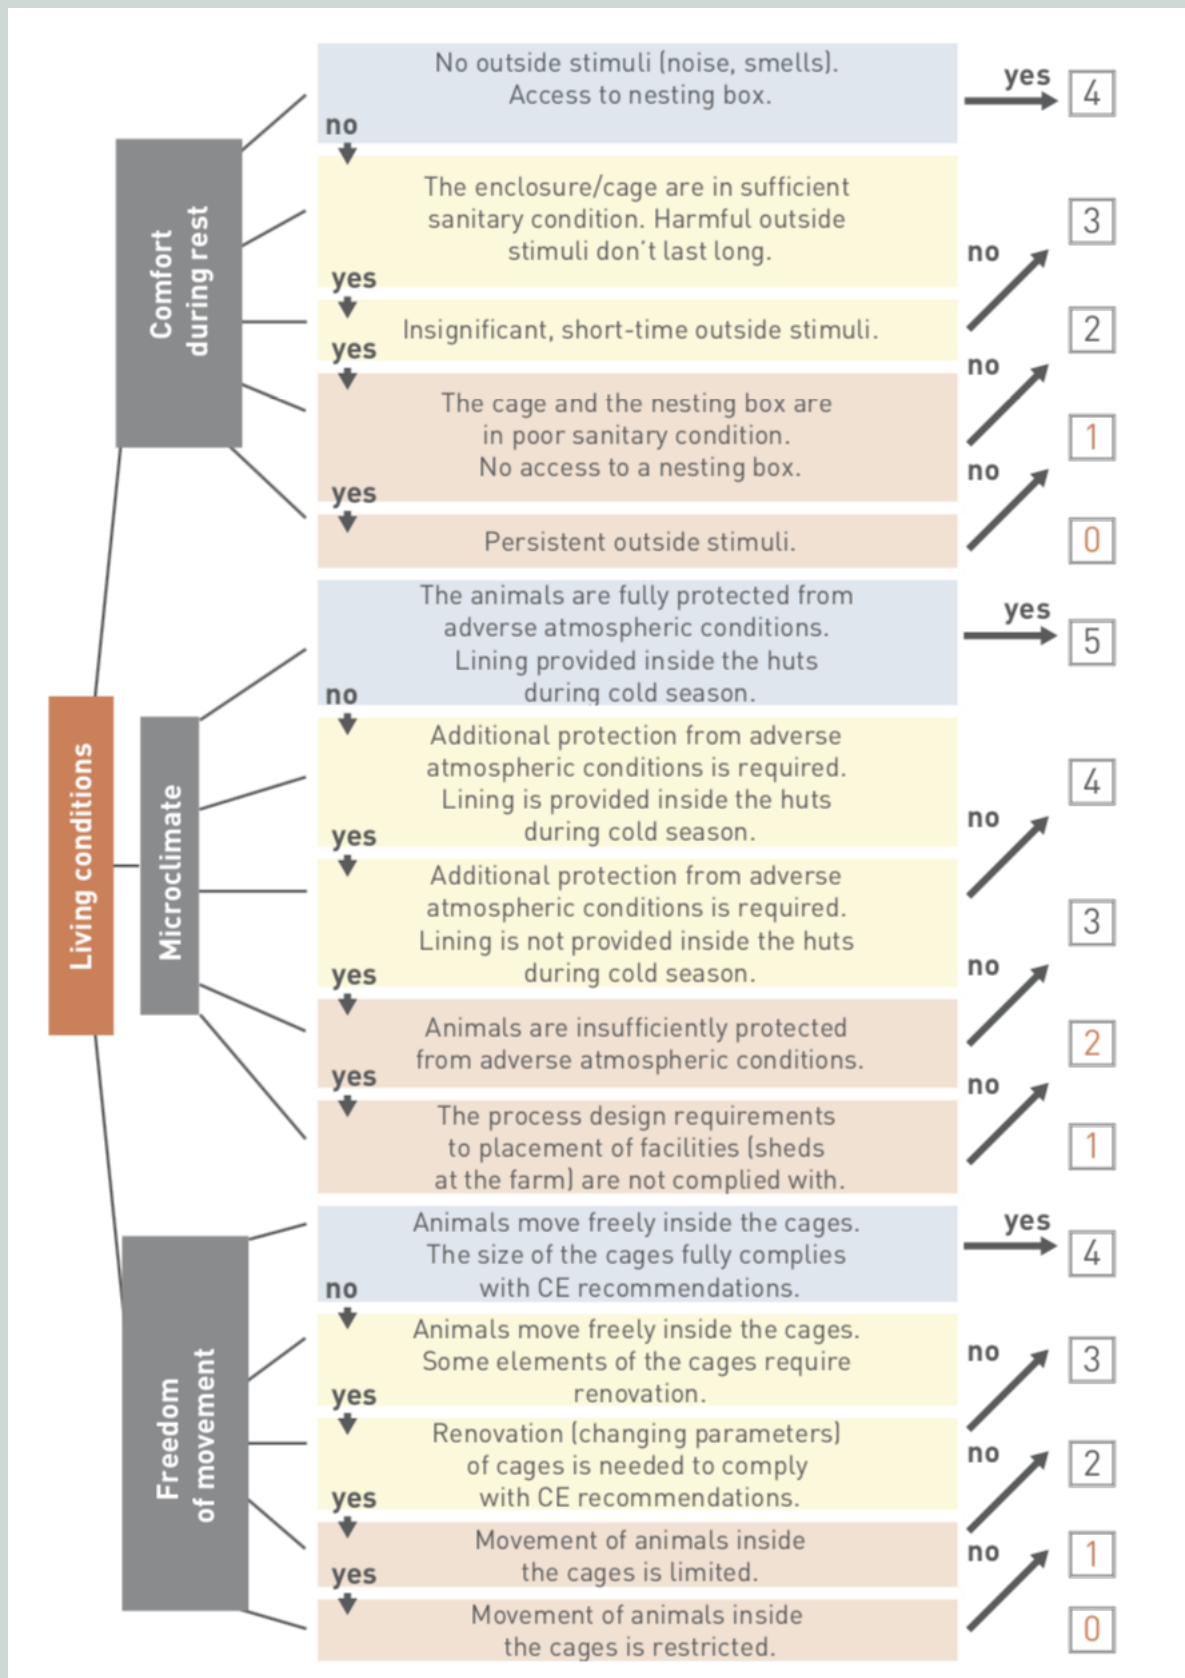 No outside stimuli (noise, smells).
Access to nesting box.
yes
4
no
The enclosure/cage are in sufficient
sanitary condition. Harmful outside
stimuli don't last long.
3
no
yes
Insignificant, short-time outside stimuli.
2
no
yes
The cage and the nesting box are
in poor sanitary condition.
No access to a nesting box.
1
no
yes
Persistent outside stimuli.
0
Comfort
during rest
The animals are fully protected from
adverse atmospheric conditions.
Lining provided inside the huts
during cold season.
yes
5
no
Additional protection from adverse
atmospheric conditions is required.
Lining is provided inside the huts
during cold season.
4
no
yes
Additional protection from adverse
atmospheric conditions is required.
Lining is not provided inside the huts
during cold season.
3
no
yes
Animals are insufficiently protected
from adverse atmospheric conditions.
2
no
yes
The process design requirements
to placement of facilities (sheds
at the farm) are not complied with.
1
Living conditions
Microclimate
Animals move freely inside the cages.
The size of the cages fully complies
with CE recommendations.
yes
4
no
Animals move freely inside the cages.
Some elements of the cages require
renovation.
3
no
yes
Renovation (changing parameters)
of cages is needed to comply
with CE recommendations.
2
no
yes
Movement of animals inside
the cages is limited.
1
no
yes
Movement of animals inside
the cages is restricted.
0
Freedom
of movement